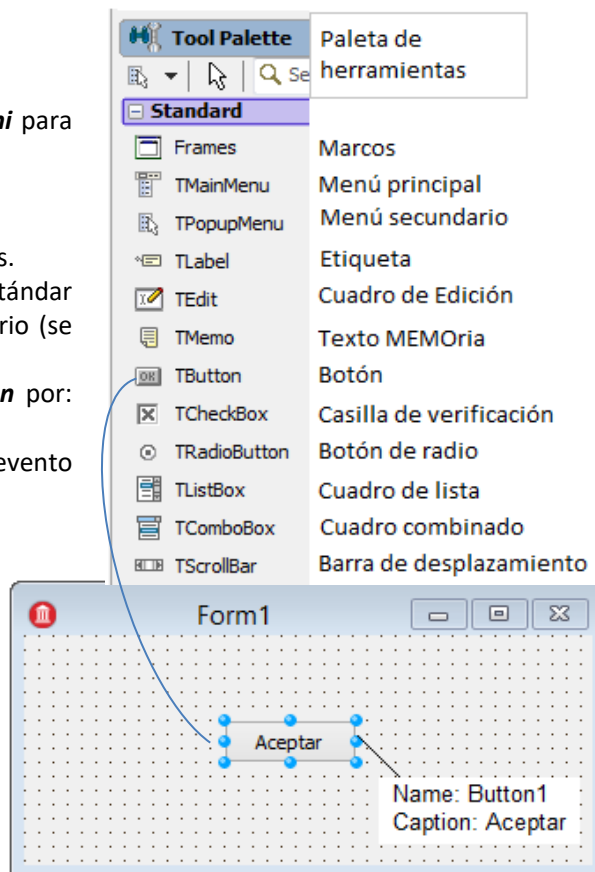 Tool Palette Paleta de
herramientas
Se
Standard
ni para
Frames Marcos
TMainMenu Menú principal
TPopupMenu Menú secundario
s.
TLabel Etiqueta
tándar
TEdit Cuadro de Edición
rio (se
TMemo Texto MEMOria
OK TButton Botón
n por:
TCheckBox Casilla de verificación
TRadioButton Botón de radio
evento
TListBox Cuadro de lista
TComboBox Cuadro combinado
TScrollBar Barra de desplazamiento
Form1
Aceptar
Name: Button1
Caption: Aceptar